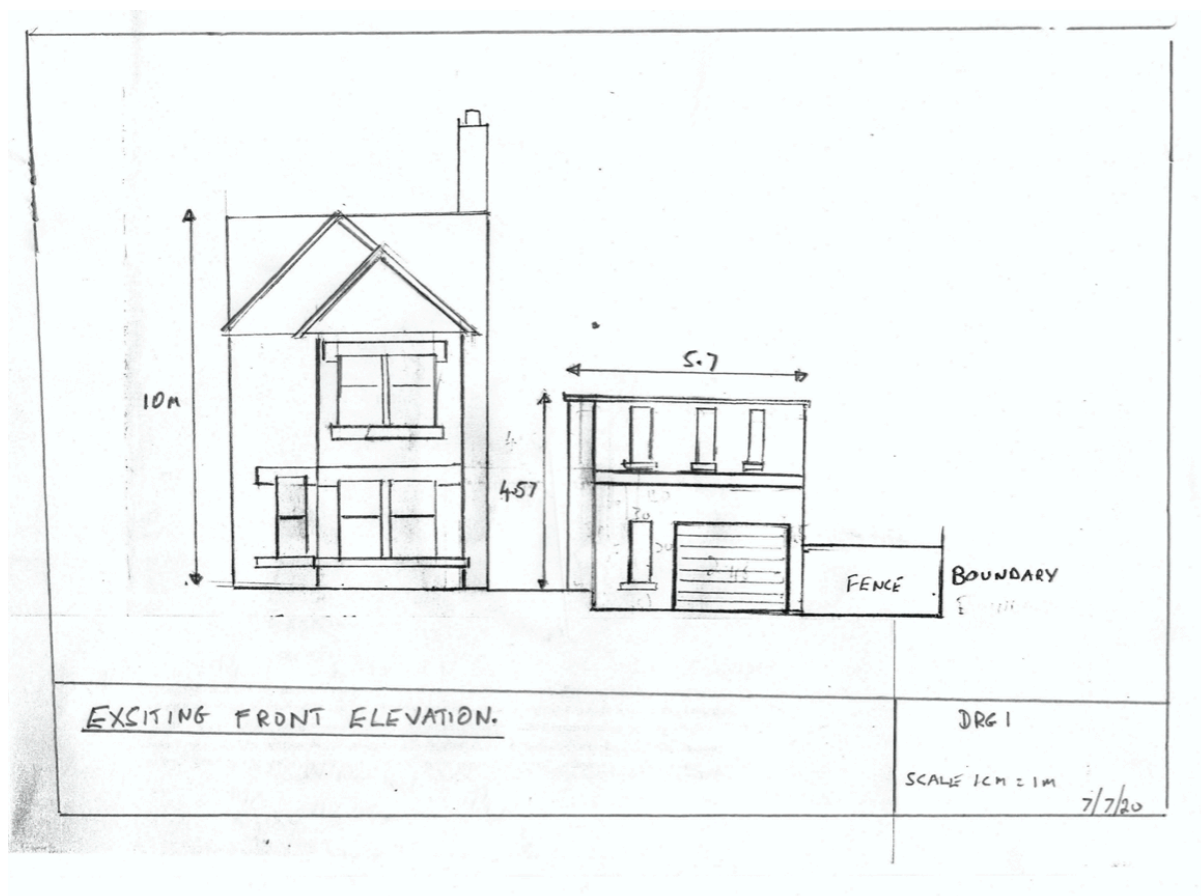 5.7
10M
4.57
FENCE
BOUNDARY
EXSITING FRONT ELEVATION.
DRG 1
SCALE 1CM = 1M
7/7/20